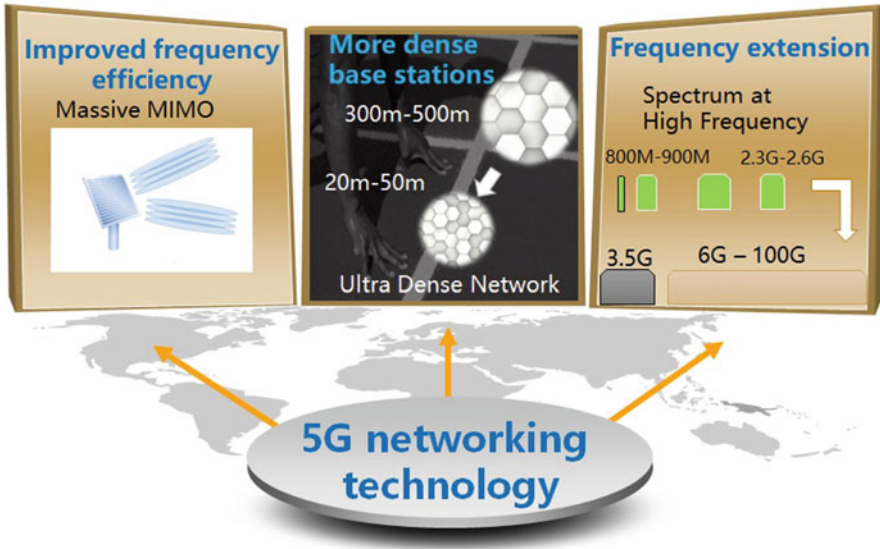 Improved frequency
efficiency
Massive MIMO
More dense
base stations
300m-500m
20m-50m
Ultra Dense Network
Frequency extension
Spectrum at
High Frequency
800M-900M 2.3G-2.6G
3.5G 6G – 100G
5G networking
technology